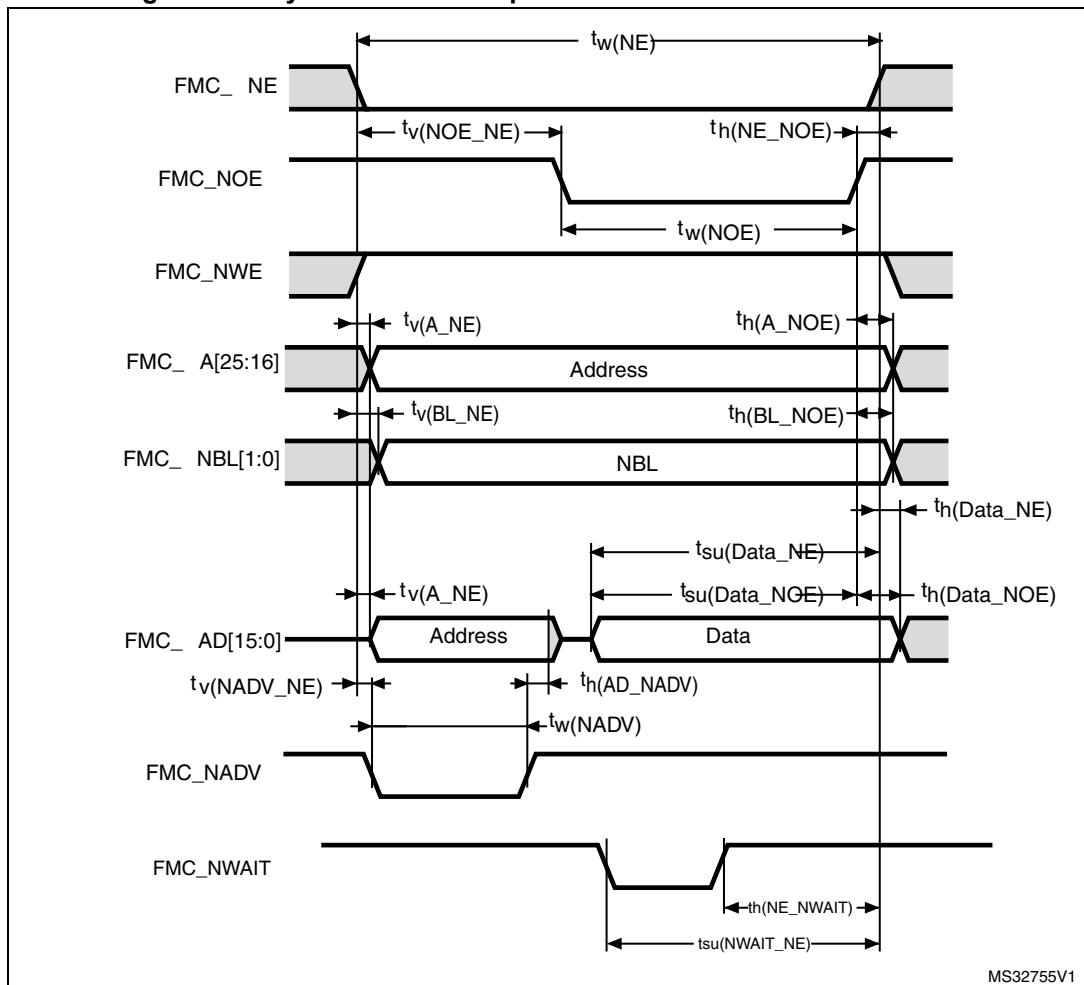 tw(NE)
FMC_ NE
tv(NOE_NE)
th(NE_NOE)
FMC_NOE
tw(NOE)
FMC_NWE
tv(A_NE)
th(A_NOE)
FMC_ A[25:16]
Address
tv(BL_NE)
th(BL_NOE)
FMC_ NBL[1:0]
NBL
th(Data_NE)
tsu(Data_NE)
tv(A_NE)
tsu(Data_NOE)
th(Data_NOE)
FMC_ AD[15:0]
Address
Data
tv(NADV_NE)
th(AD_NADV)
tw(NADV)
FMC_NADV
FMC_NWAIT
th(NE_NWAIT)
tsu(NWAIT_NE)
MS32755V1